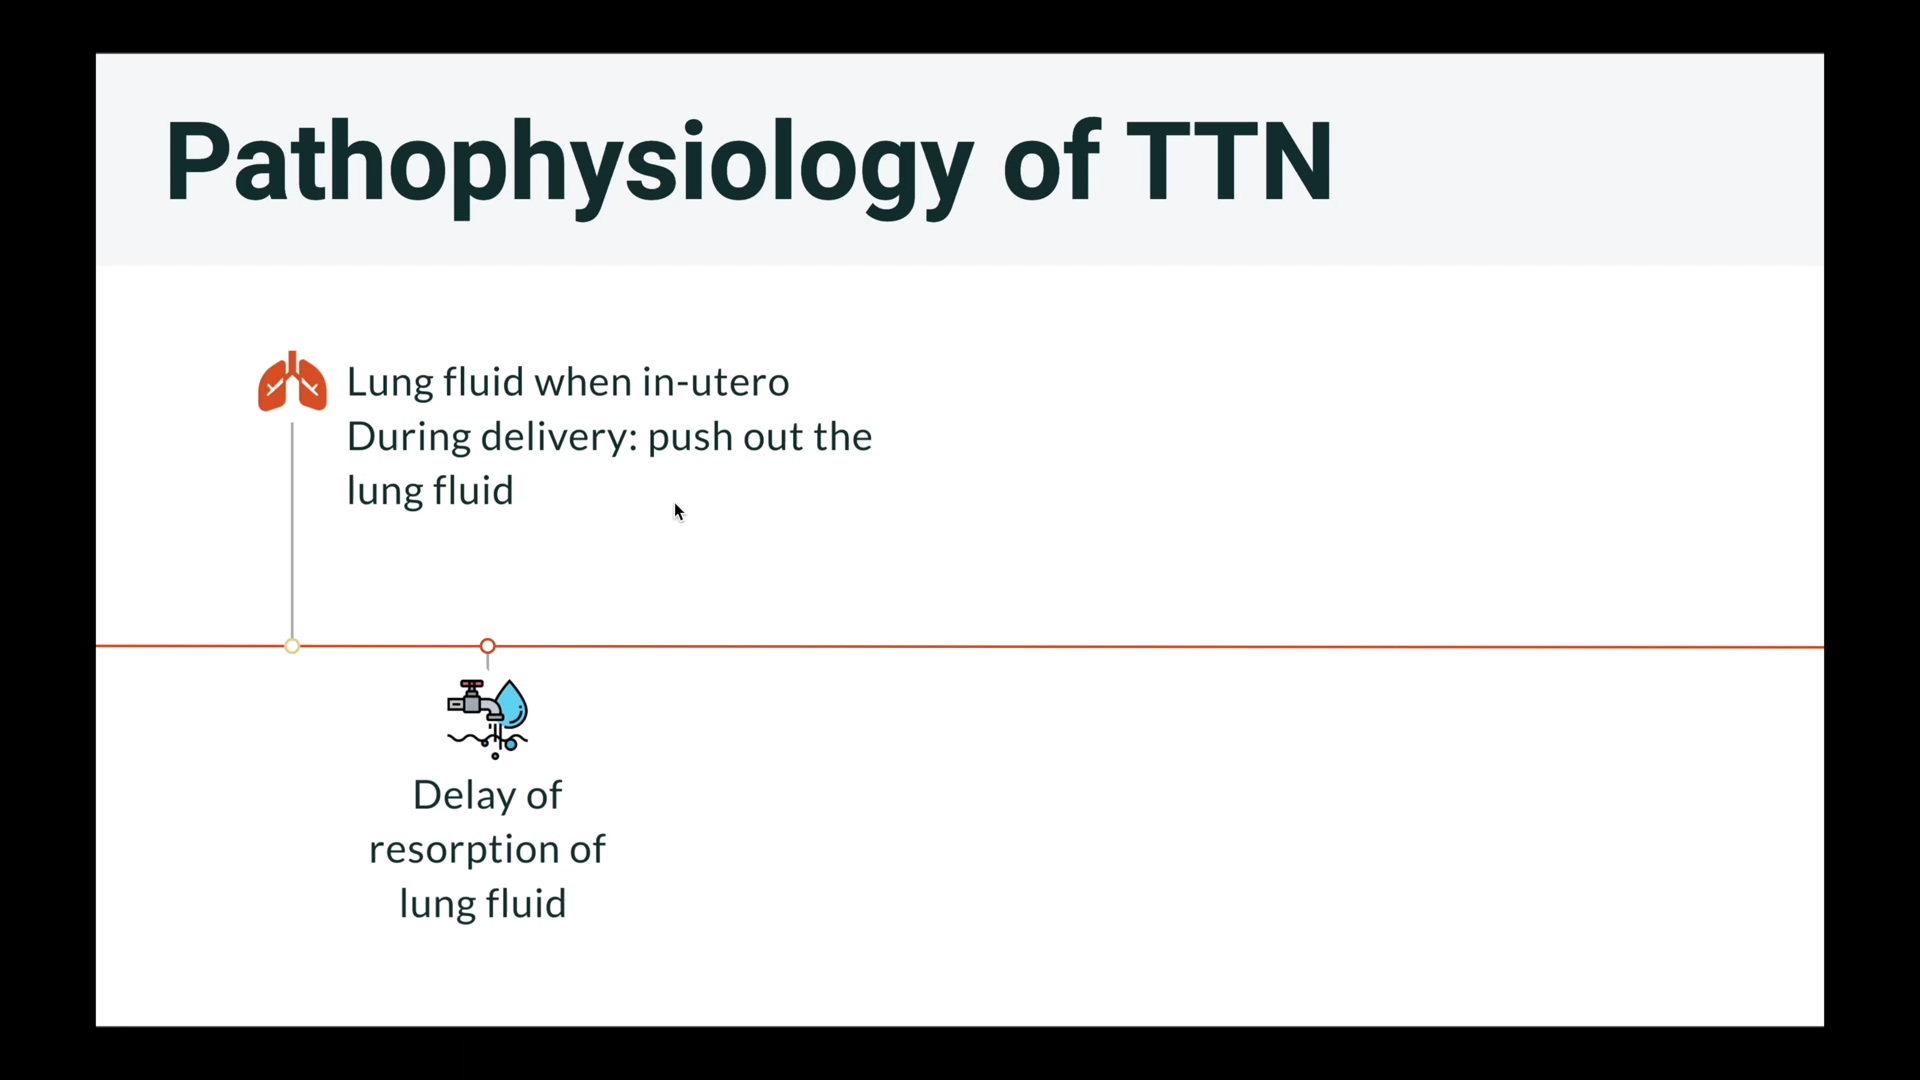 Pathophysiology of TTN
Lung fluid when in-utero
During delivery: push out the
lung fluid
Delay of
resorption of
lung fluid